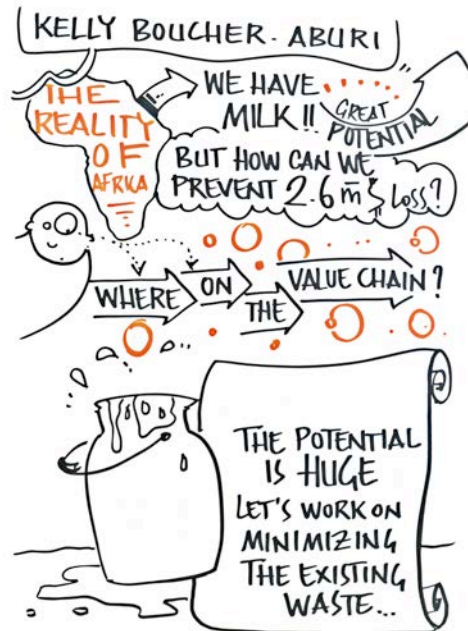 KELLY BOUCHER - ABURI
THE
REALITY
OF
AFRICA
WE HAVE
MILK!!
GREAT
POTENTIAL
BUT HOW CAN WE
PREVENT 2.6 m̄ Loss?
WHERE ON THE VALUE CHAIN?
THE POTENTIAL
IS HUGE
LET'S WORK ON
MINIMIZING
THE EXISTING
WASTE...